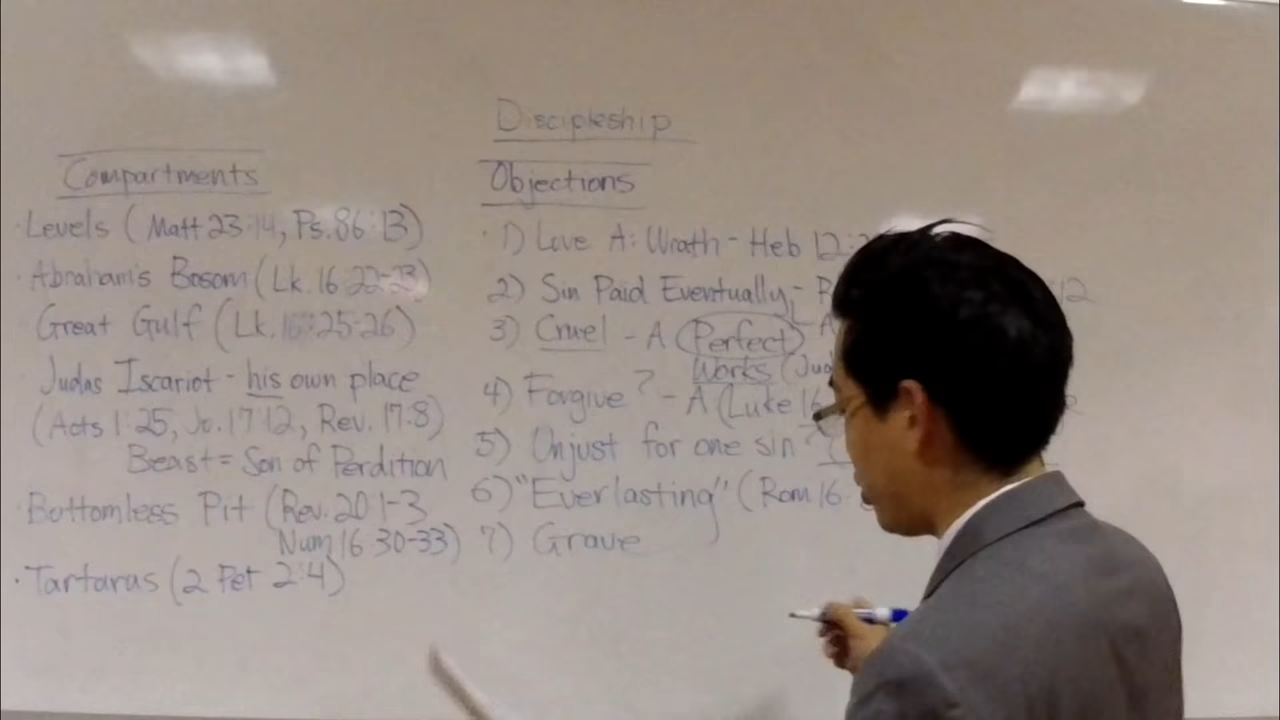 Discipleship
Compartments
· Levels (Matt 23:14, Ps. 86:13)
· Abraham's Bosom (Lk. 16:22-23)
Great Gulf (Lk. 16:25-26)
Judas Iscariot - his own place
(Acts 1:25, Jo. 17:12, Rev. 17:8)
Beast = Son of Perdition
· Bottomless Pit (Rev. 20 1-3
Num 16 30-33)
· Tartarus (2 Pet 2:4)
Objections
1) Love A: Wrath - Heb 12:
2) Sin Paid Eventually - 12
3) Cruel - A Perfect
Works
4) Forgive? - A (Luke 16
5) Unjust for one sin?
6) "Everlasting" (Rom 16
7) Grave